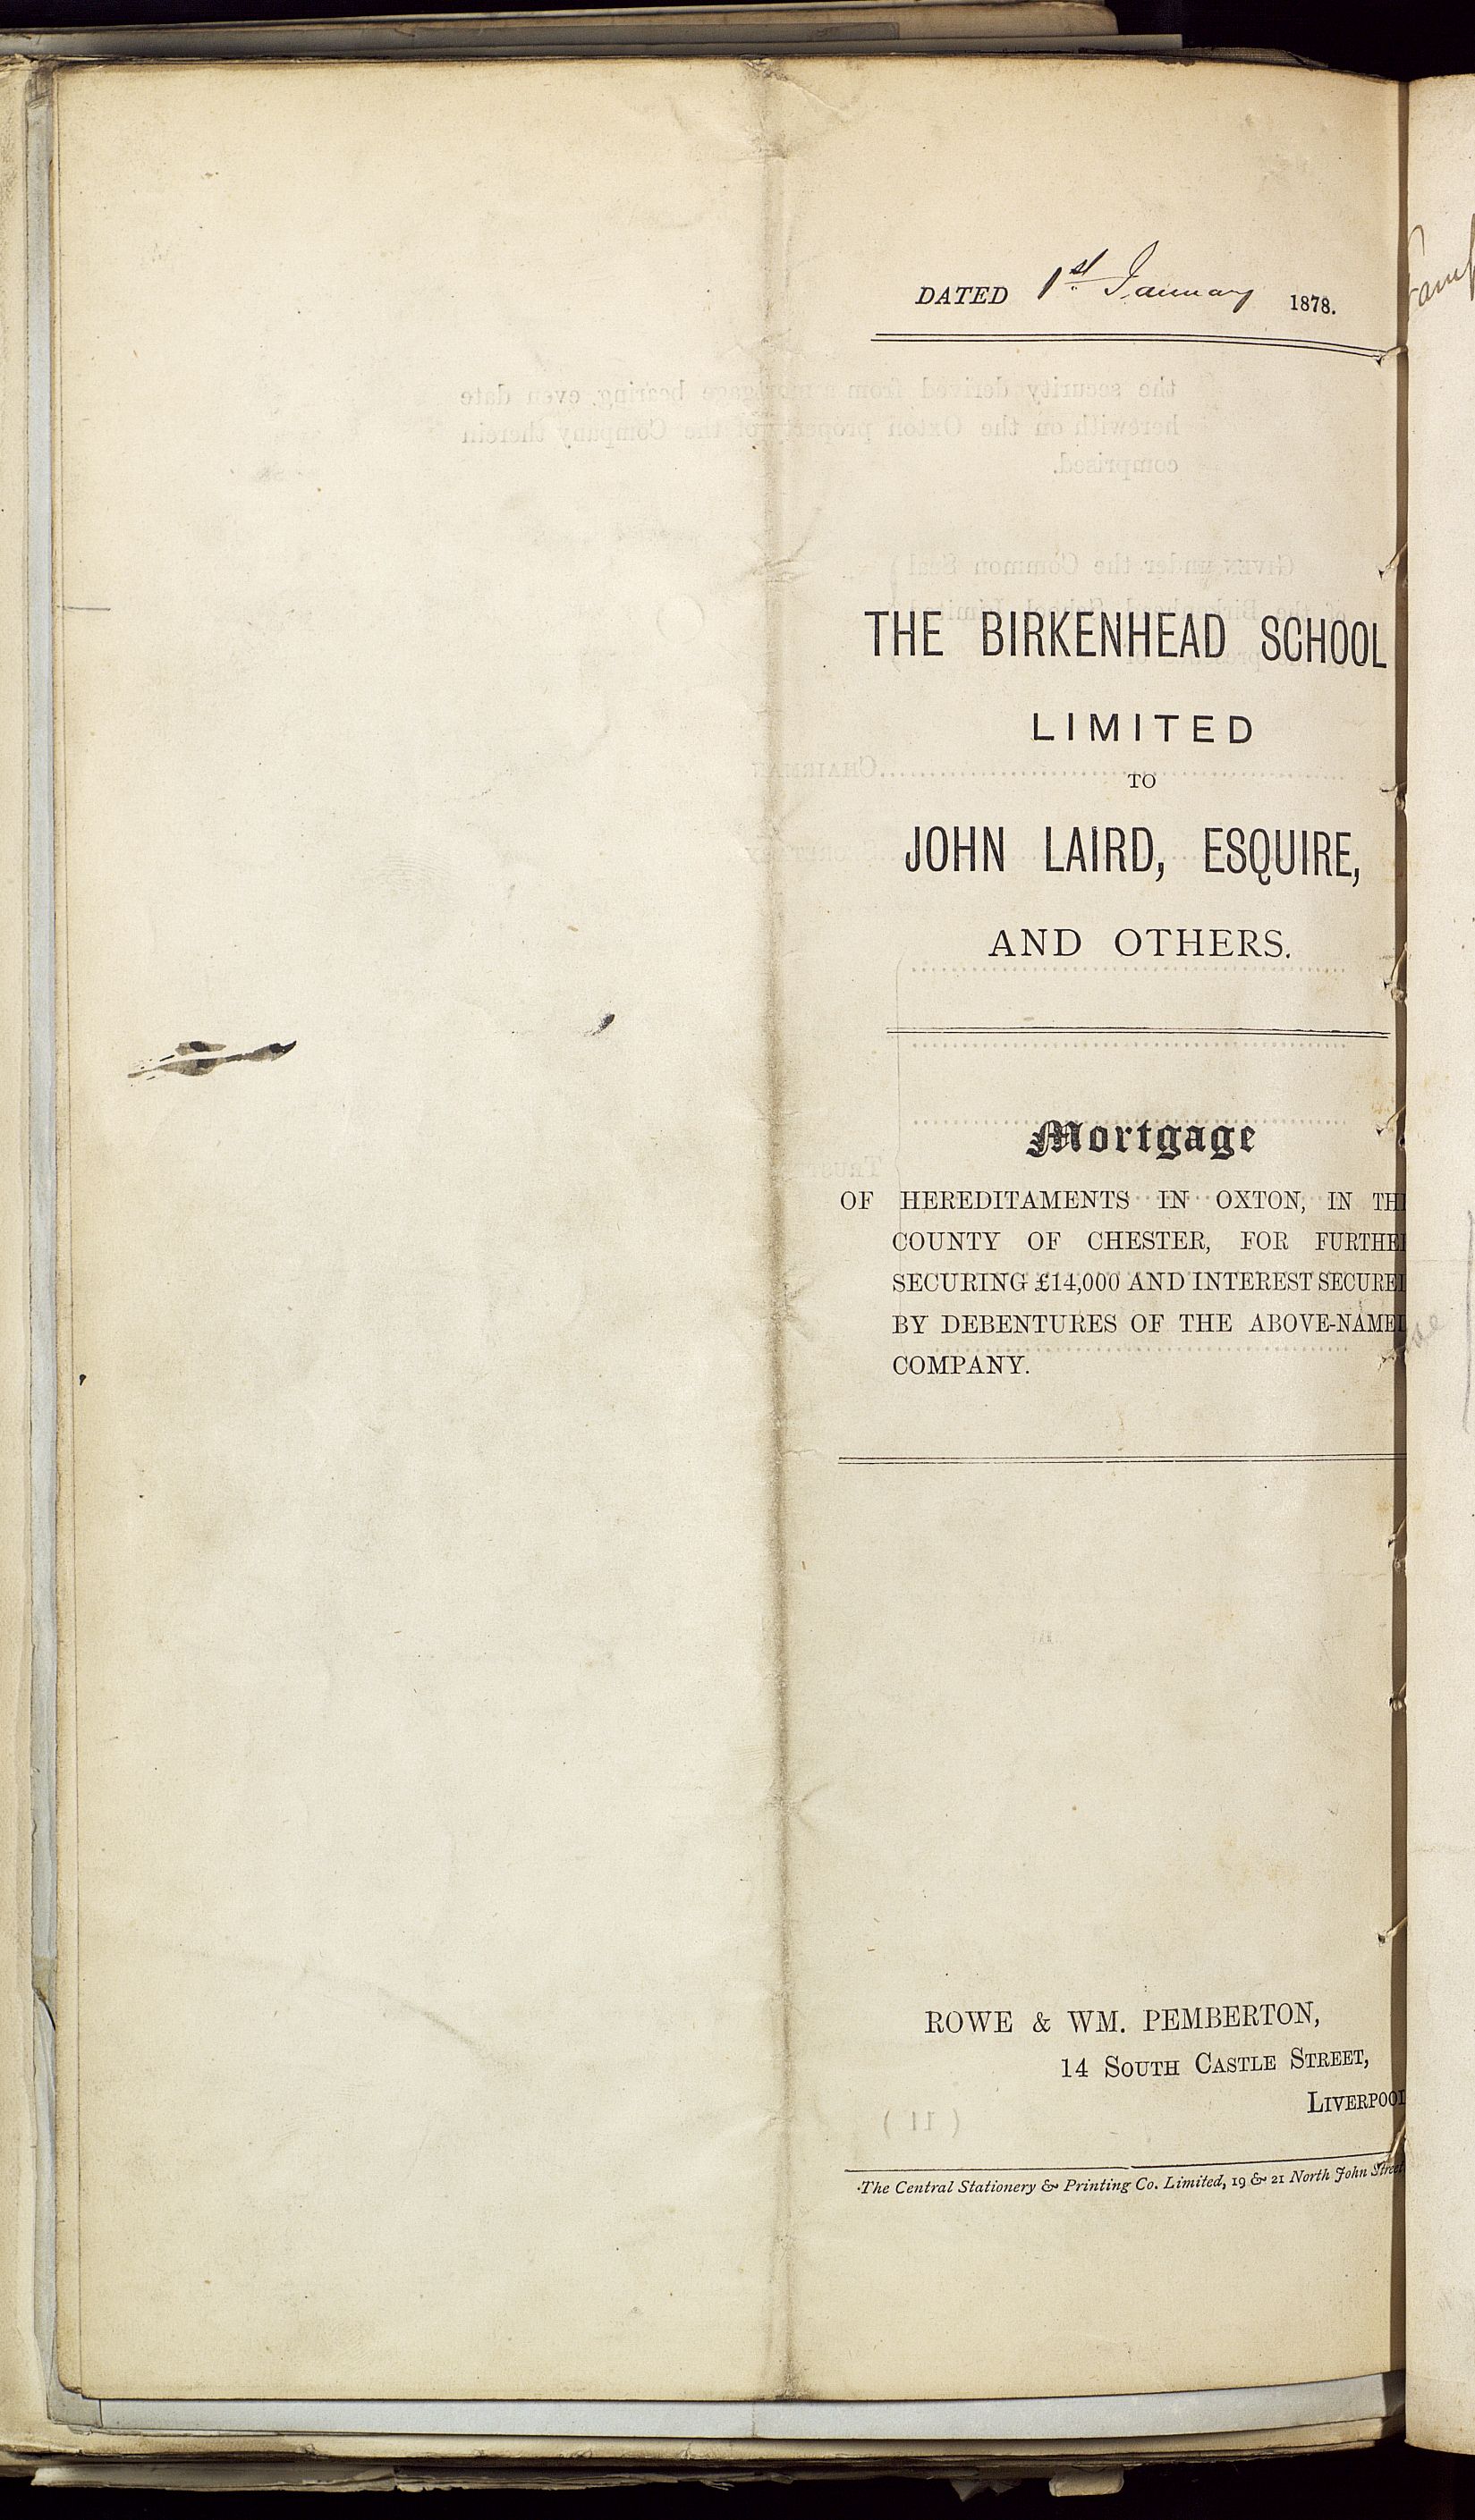 DATED 1st January 1878.
THE BIRKENHEAD SCHOOL
LIMITED
TO
JOHN LAIRD, ESQUIRE,
AND OTHERS.
Mortgage
OF HEREDITAMENTS IN OXTON, IN THE
COUNTY OF CHESTER, FOR FURTHER
SECURING £14,000 AND INTEREST SECURED
BY DEBENTURES OF THE ABOVE-NAMED
COMPANY.
ROWE & WM. PEMBERTON,
14 SOUTH CASTLE STREET,
LIVERPOOL
The Central Stationery & Printing Co. Limited, 19 & 21 North John Street